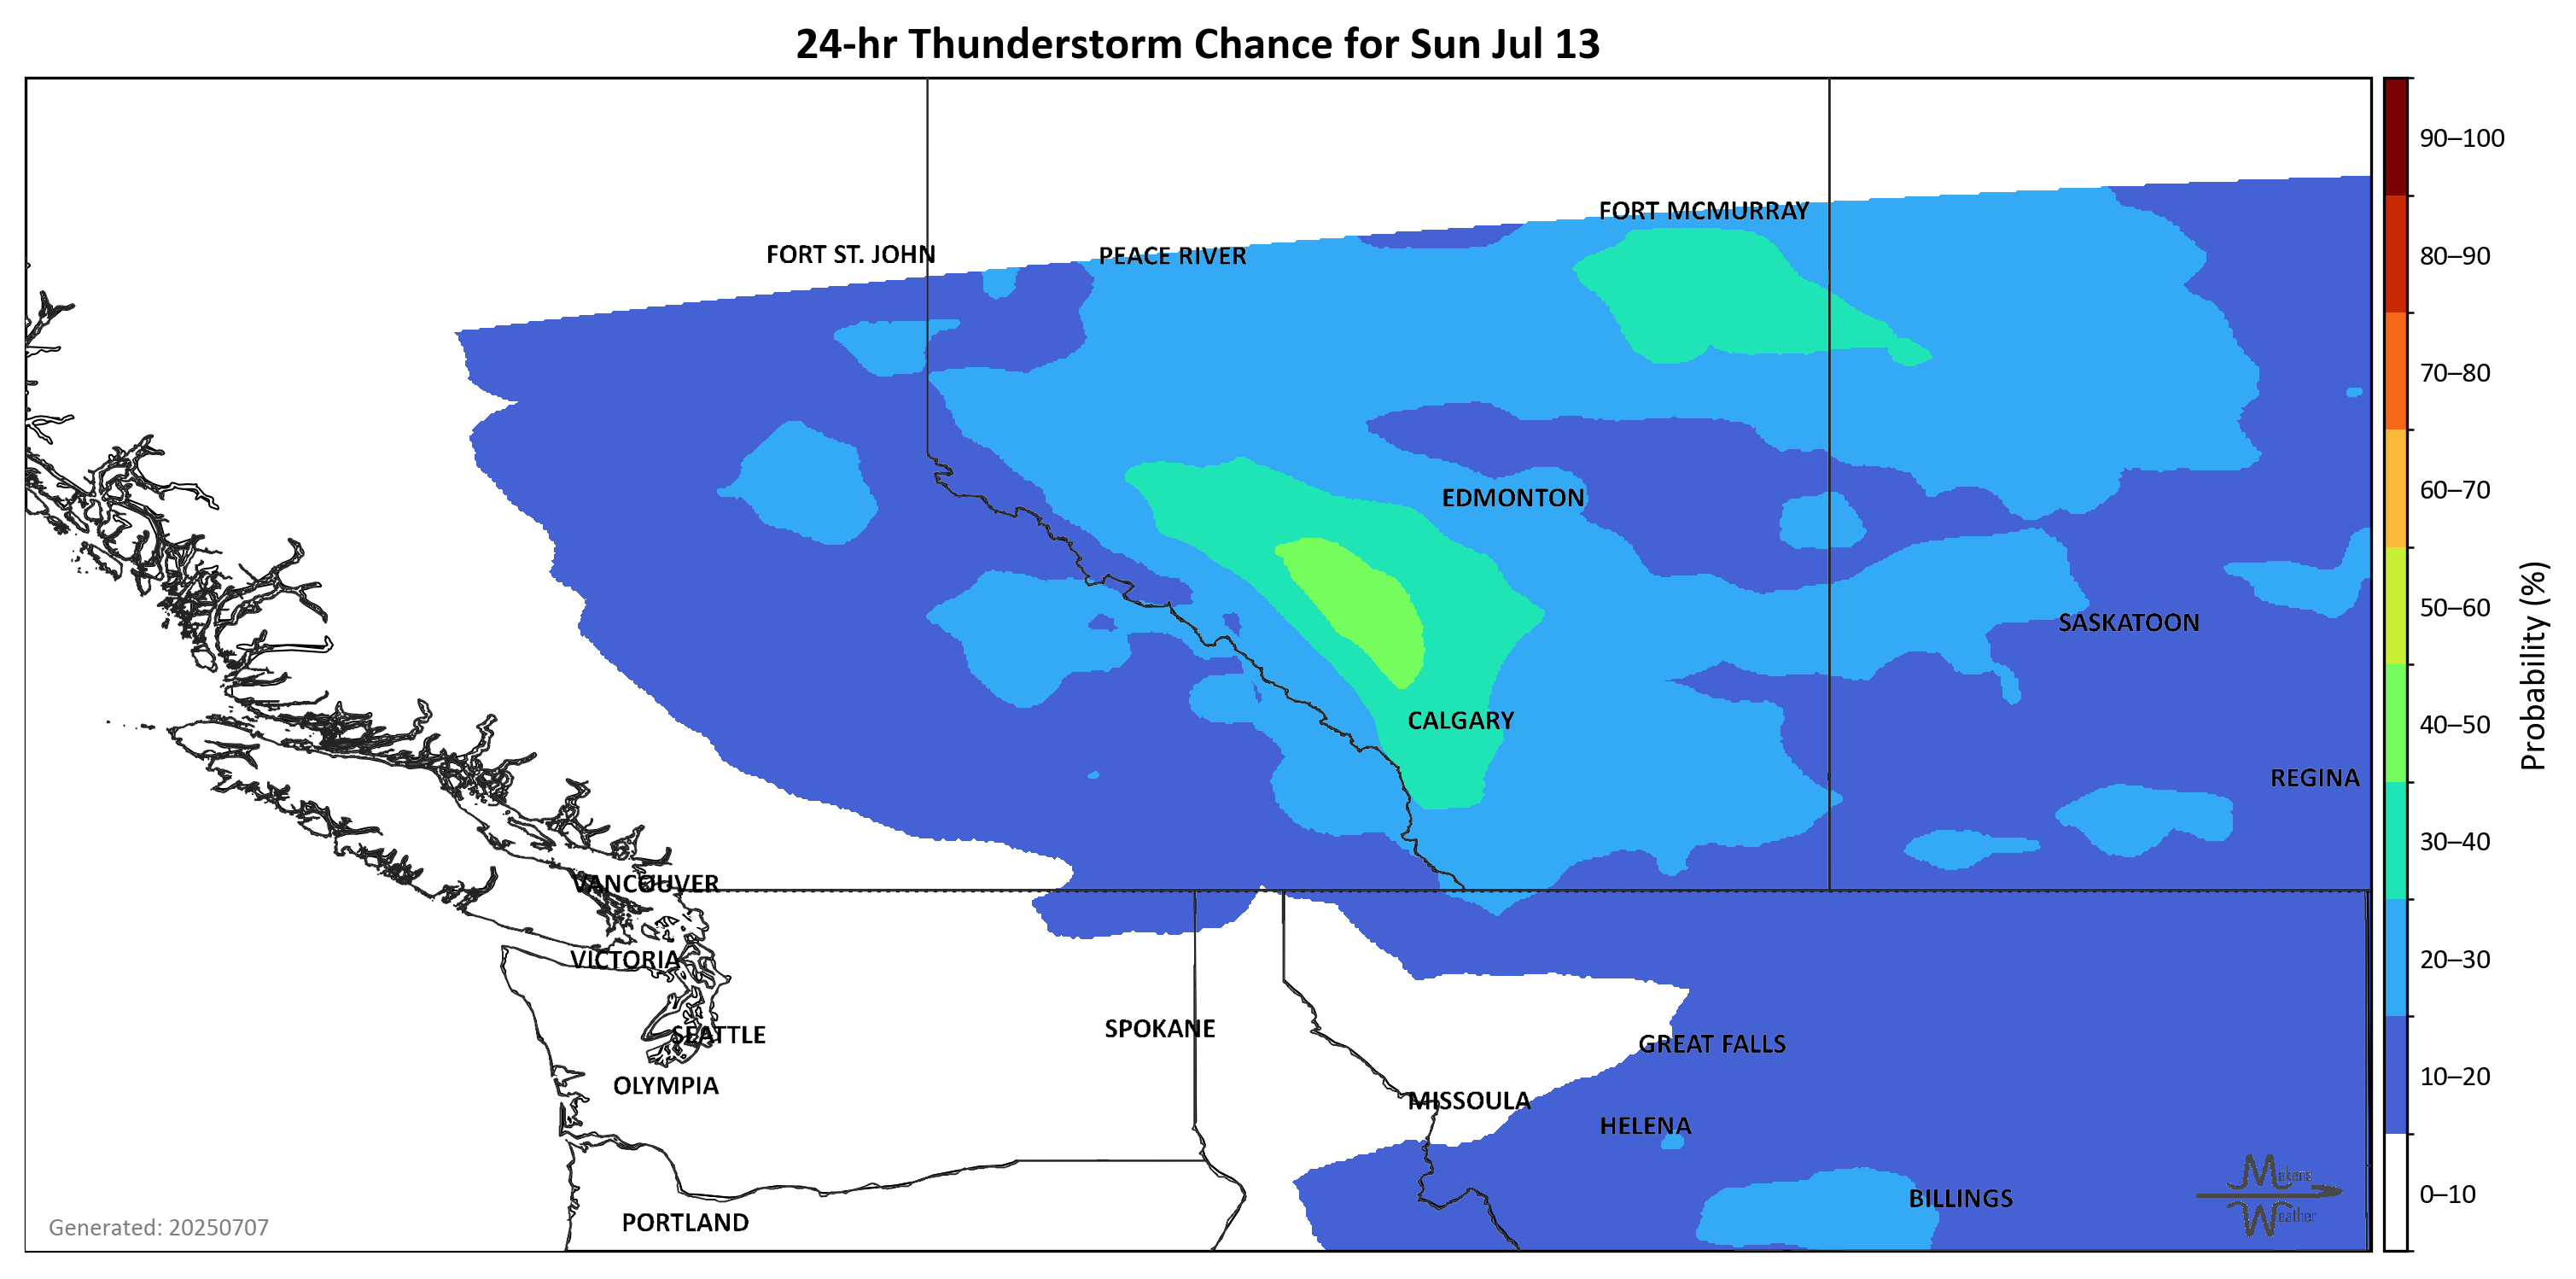 24-hr Thunderstorm Chance for Sun Jul 13
90–100
FORT MCMURRAY
FORT ST. JOHN
PEACE RIVER
80–90
70–80
60–70
EDMONTON
50–60
SASKATOON
Probability (%)
40–50
CALGARY
REGINA
30–40
VANCOUVER
20–30
VICTORIA
SPOKANE
SEATTLE
GREAT FALLS
10–20
OLYMPIA
MISSOULA
HELENA
Mekens
Weather
0–10
BILLINGS
PORTLAND
Generated: 20250707